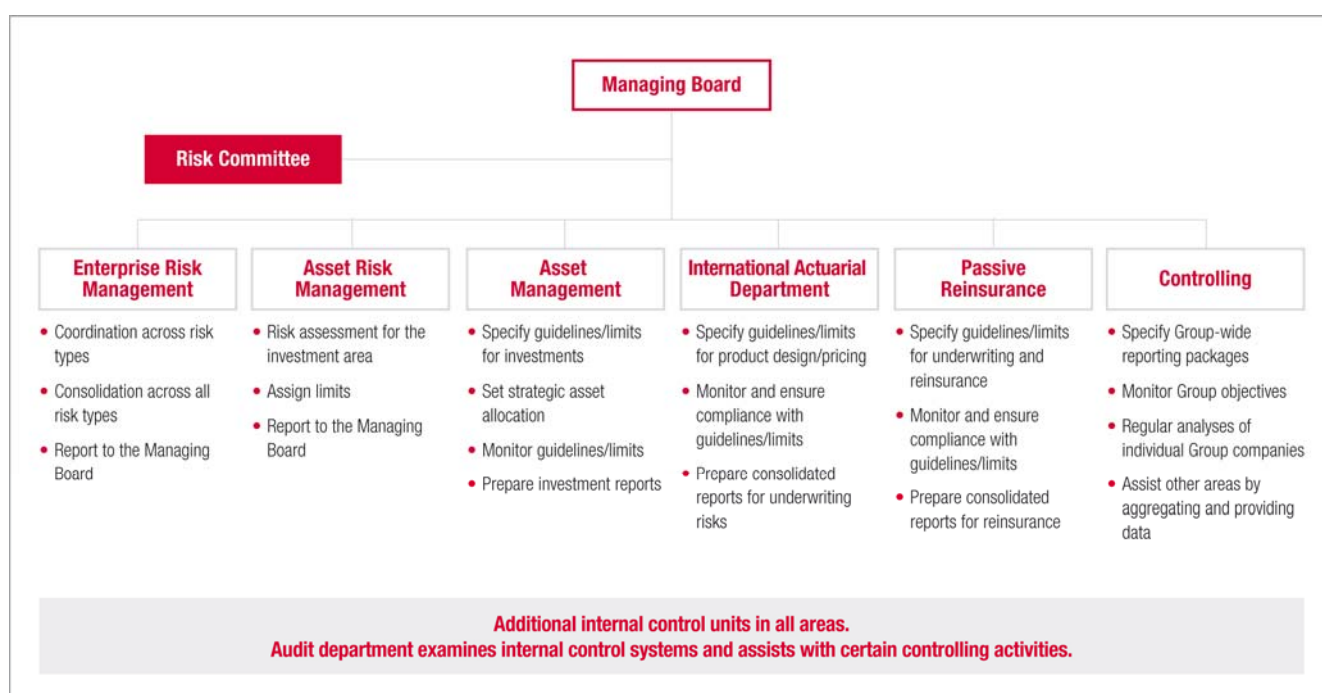 Managing Board
Risk Committee
Enterprise Risk
Management
• Coordination across risk
types
• Consolidation across all
risk types
• Report to the Managing
Board
Asset Risk
Management
• Risk assessment for the
investment area
• Assign limits
• Report to the Managing
Board
Asset
Management
• Specify guidelines/limits
for investments
• Set strategic asset
allocation
• Monitor guidelines/limits
• Prepare investment reports
International Actuarial
Department
• Specify guidelines/limits
for product design/pricing
• Monitor and ensure
compliance with
guidelines/limits
• Prepare consolidated
reports for underwriting
risks
Passive
Reinsurance
• Specify guidelines/limits
for underwriting and
reinsurance
• Monitor and ensure
compliance with
guidelines/limits
• Prepare consolidated
reports for reinsurance
Controlling
• Specify Group-wide
reporting packages
• Monitor Group objectives
• Regular analyses of
individual Group companies
• Assist other areas by
aggregating and providing
data
Additional internal control units in all areas.
Audit department examines internal control systems and assists with certain controlling activities.